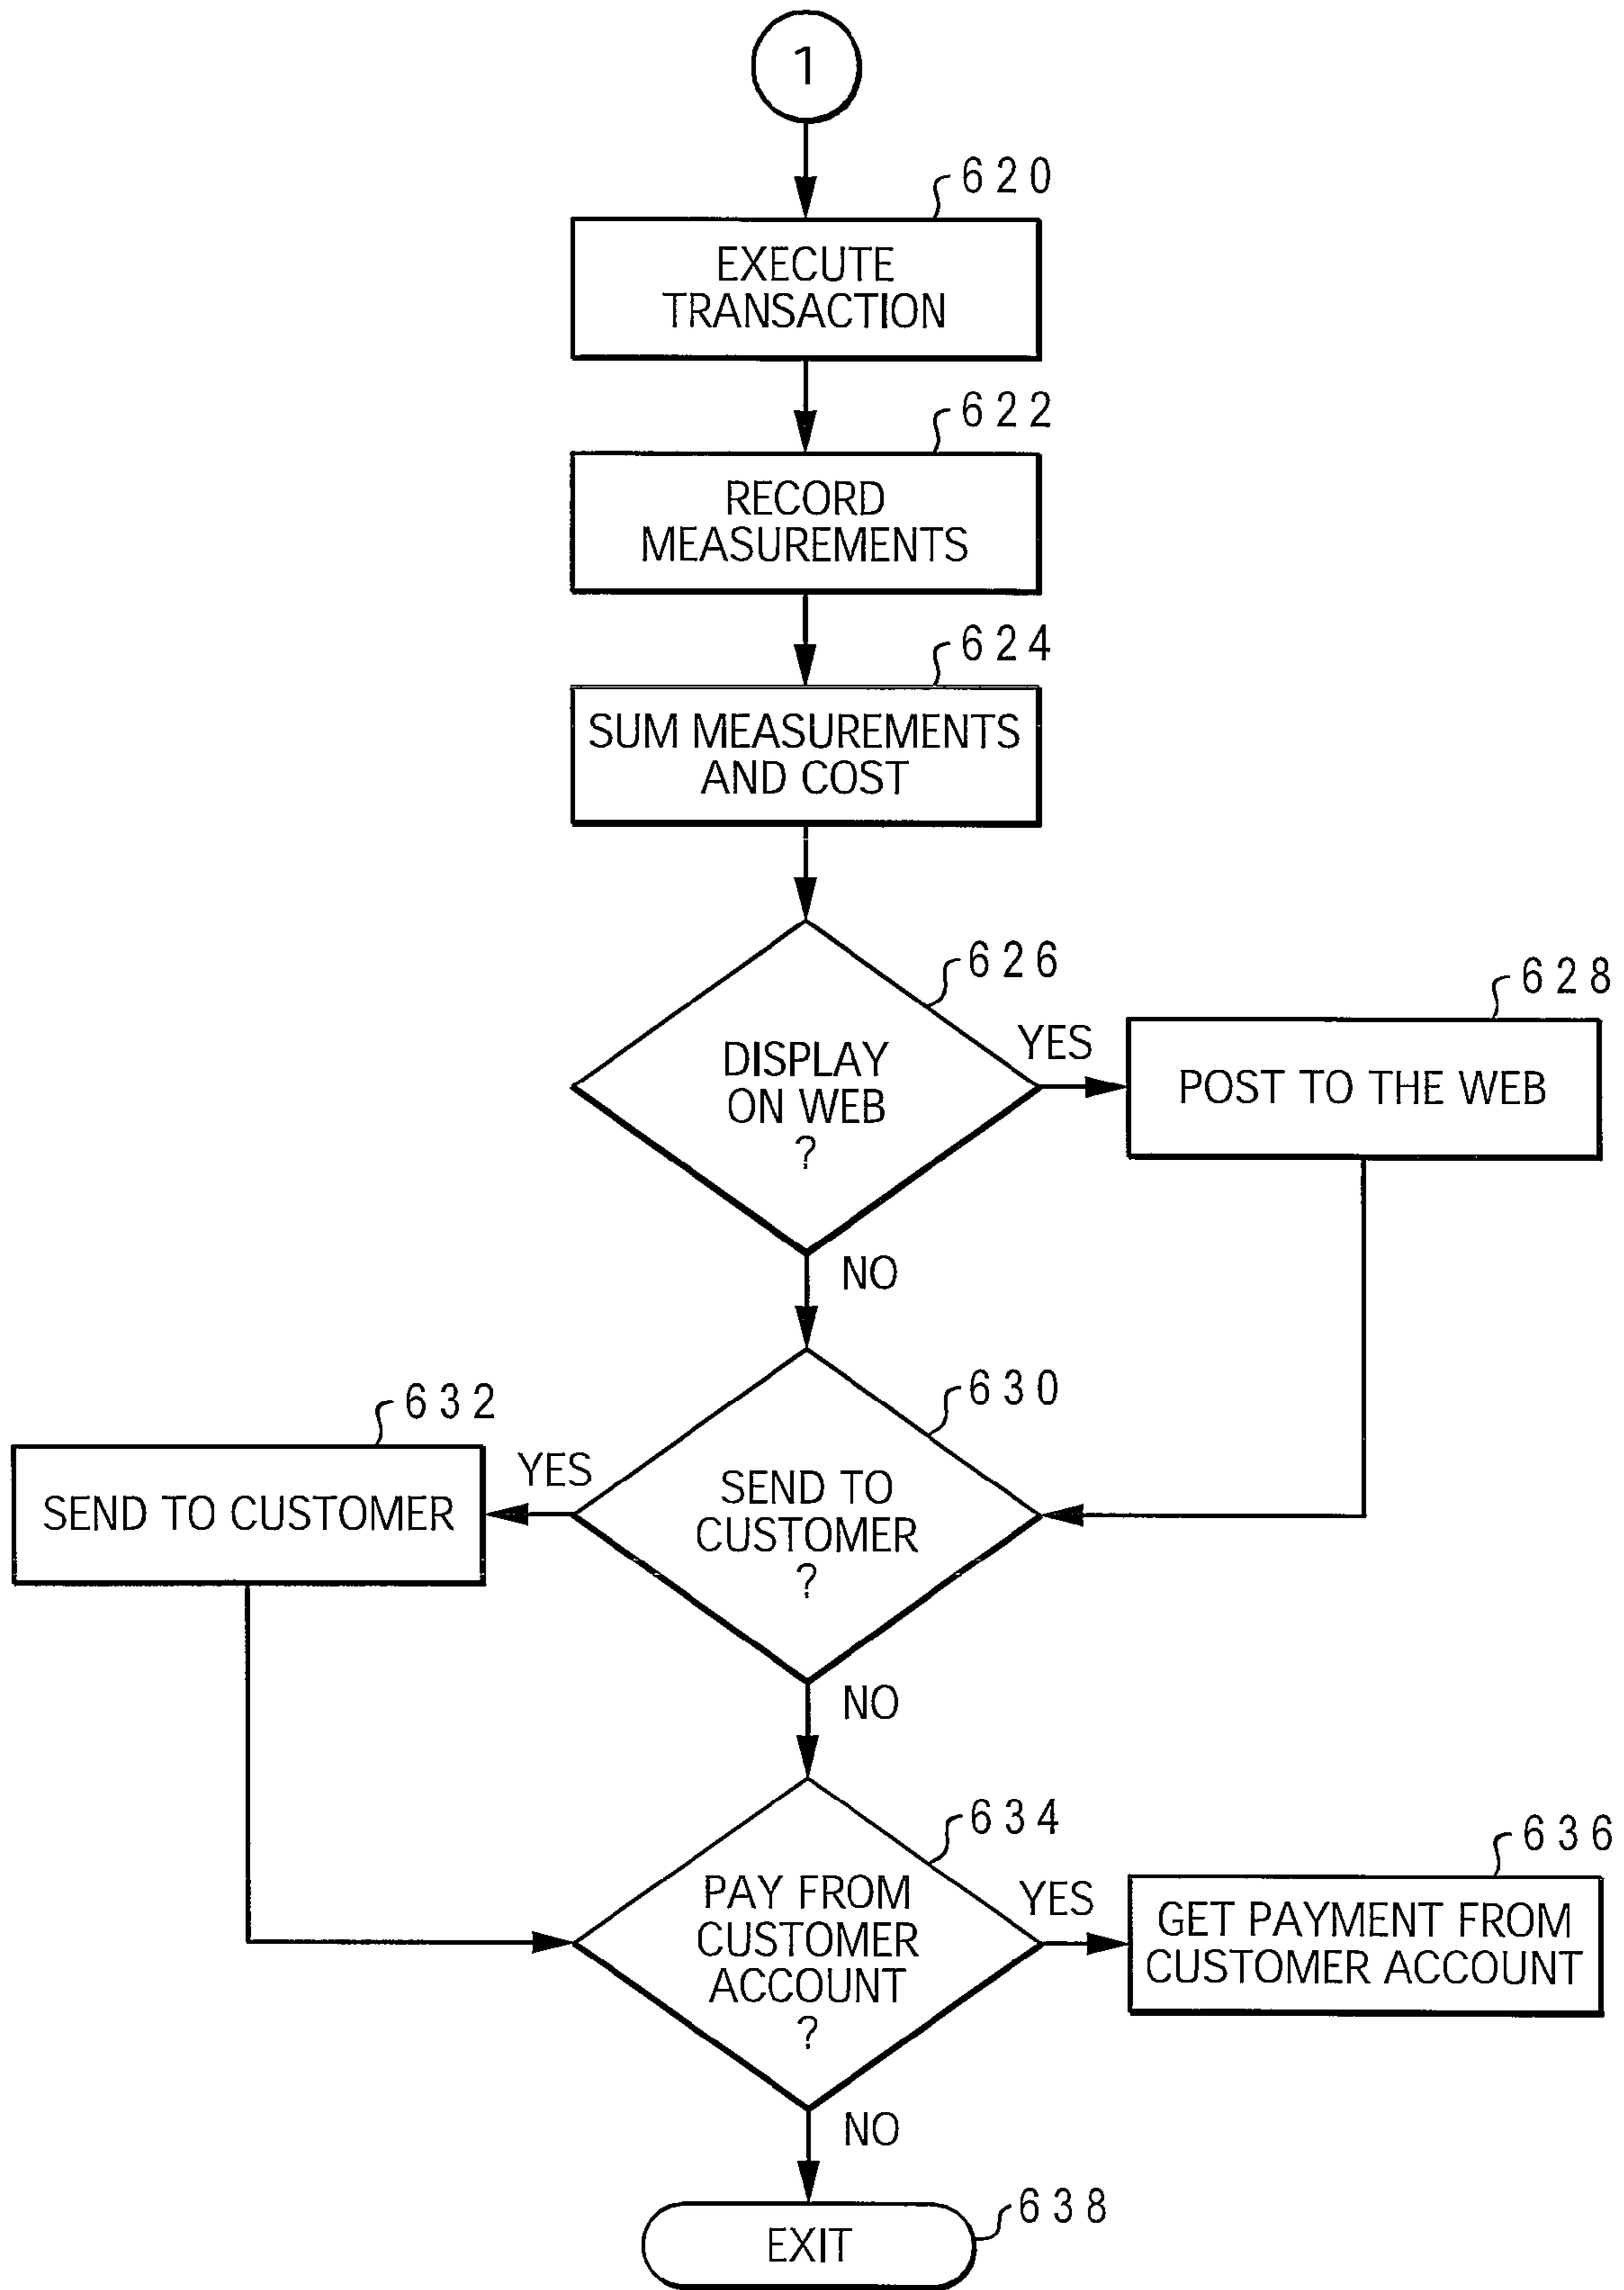 1
620
EXECUTE
TRANSACTION
622
RECORD
MEASUREMENTS
624
SUM MEASUREMENTS
AND COST
626
DISPLAY
ON WEB
?
YES
628
POST TO THE WEB
NO
630
SEND TO
CUSTOMER
?
YES
632
SEND TO CUSTOMER
NO
634
PAY FROM
CUSTOMER
ACCOUNT
?
YES
636
GET PAYMENT FROM
CUSTOMER ACCOUNT
NO
638
EXIT